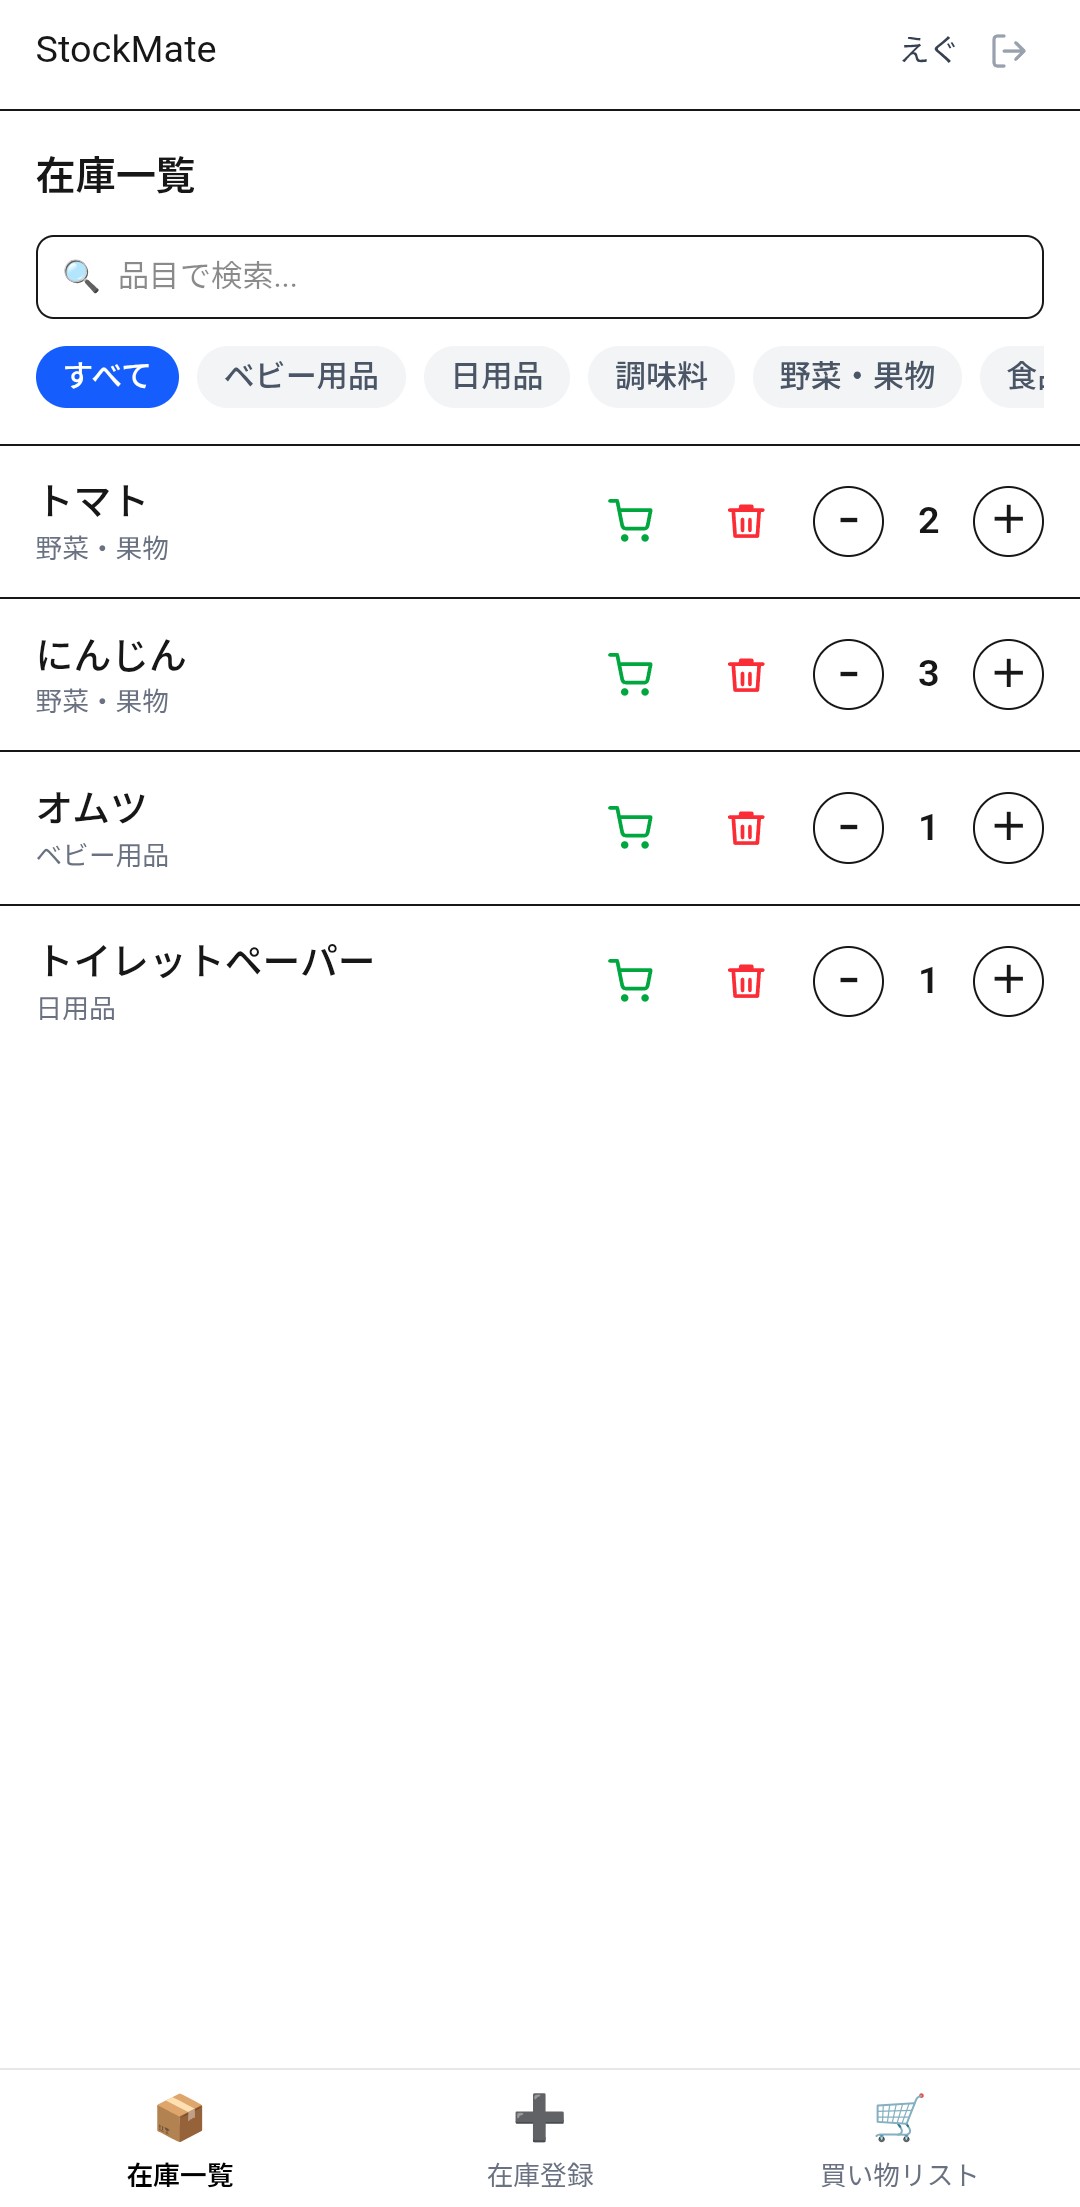 StockMate
えぐ
在庫一覧
品目で検索...
すべて ベビー用品 日用品 調味料 野菜・果物 食品
トマト
野菜・果物
- 2 +
にんじん
野菜・果物
- 3 +
オムツ
ベビー用品
- 1 +
トイレットペーパー
日用品
- 1 +
在庫一覧 在庫登録 買い物リスト